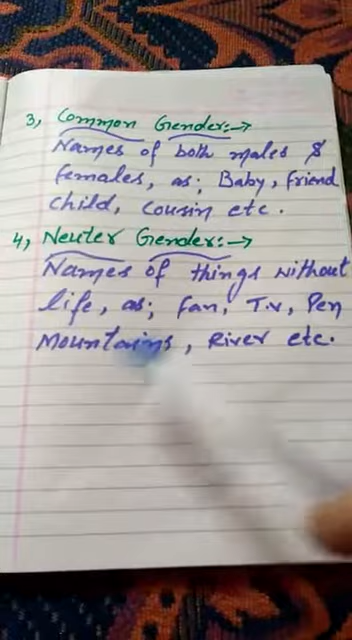 3, Common Gender:→
Names of both males &
females, as; Baby, friend
child, Cousin etc.
4, Neuter Gender:→
Names of things without
life, as; fan, T.v, Pen
Mountains, River etc.